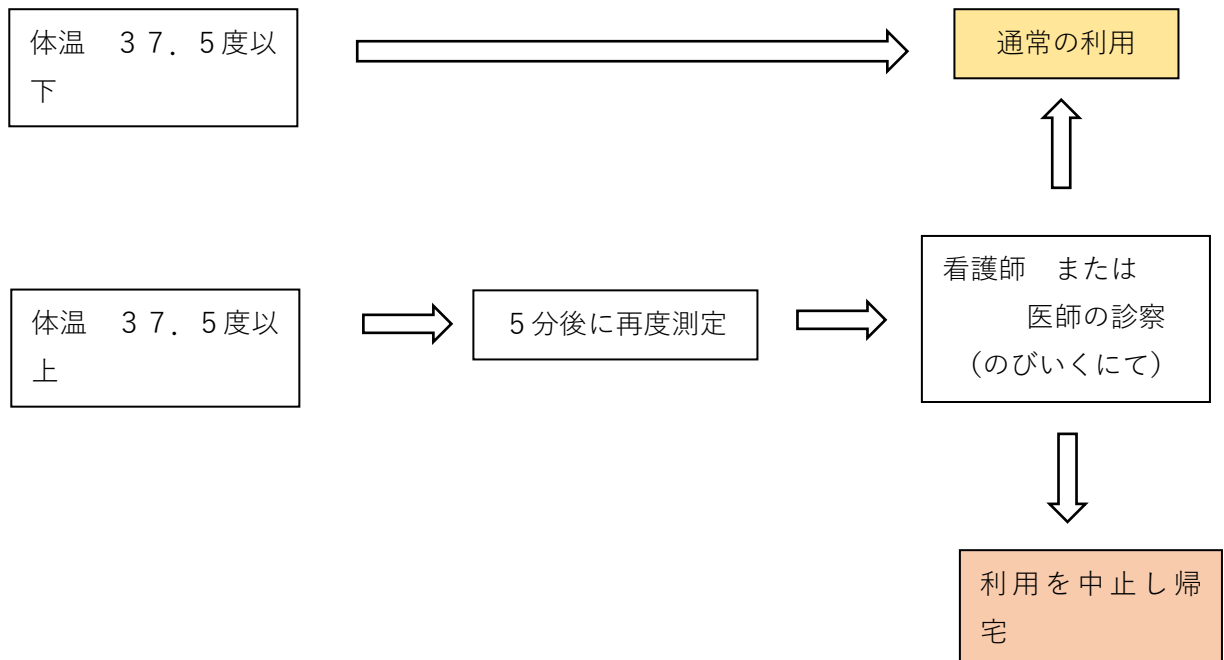 体温　３７．５度以
下
通常の利用
体温　３７．５度以
上
５分後に再度測定
看護師　または
医師の診察
（のびいくにて）
利用を中止し帰
宅